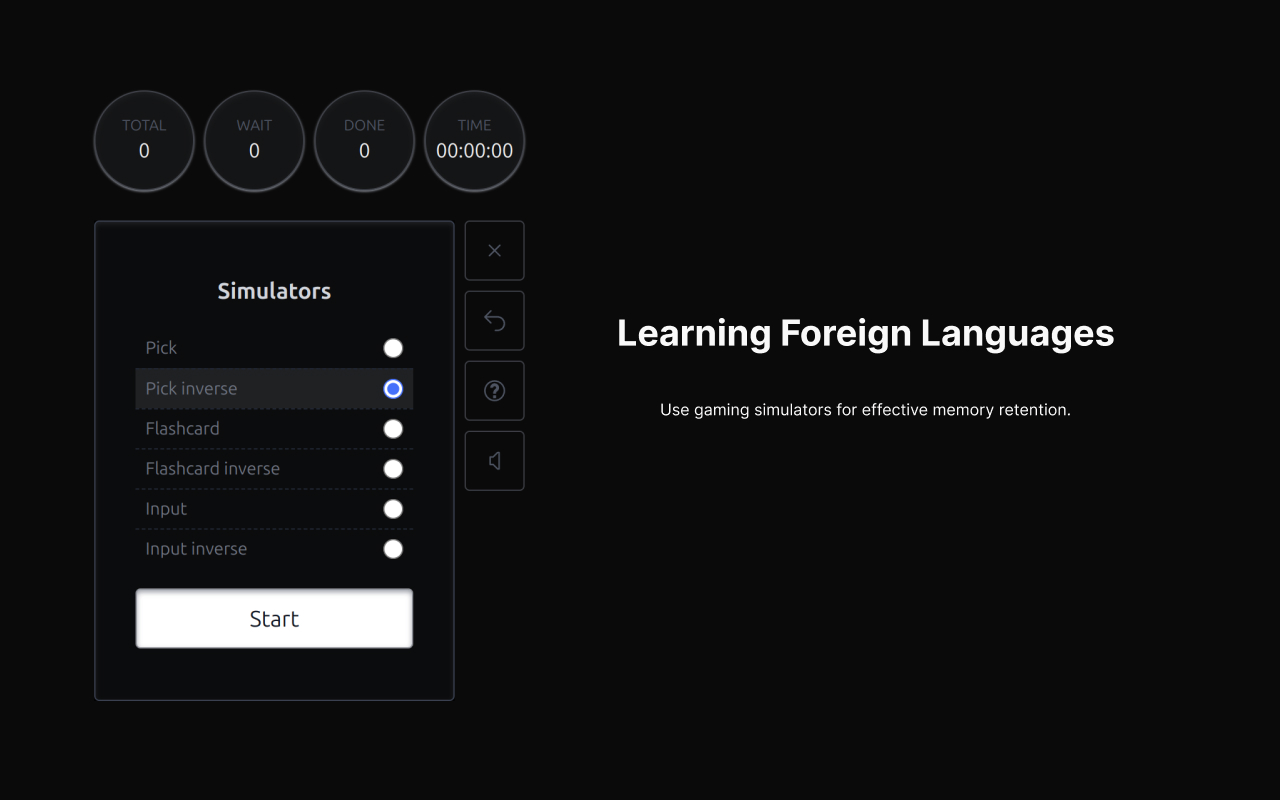 TOTAL
0
WAIT
0
DONE
0
TIME
00:00:00
Simulators
Pick
Pick inverse
Flashcard
Flashcard inverse
Input
Input inverse
Start
Learning Foreign Languages
Use gaming simulators for effective memory retention.